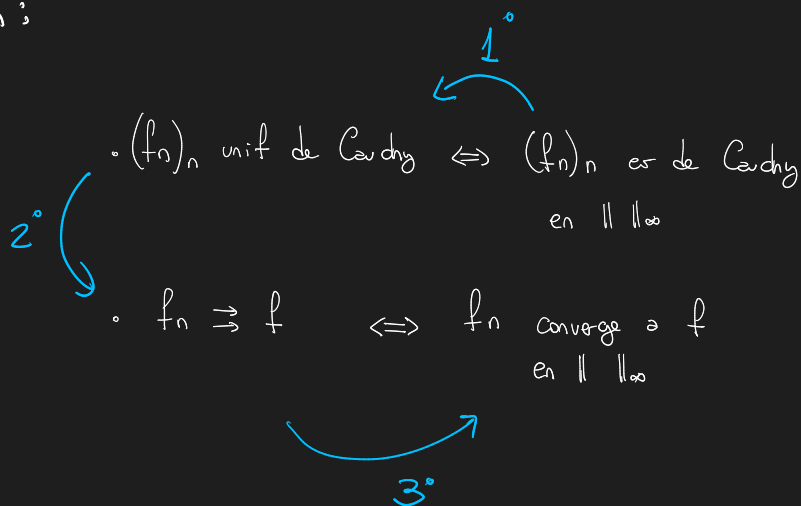 1°
· (fn)n unif de Cauchy ⇔ (fn)n es de Cauchy
en || ||∞
2°
· fn ⇉ f ⇔ fn converge a f
en || ||∞
3°